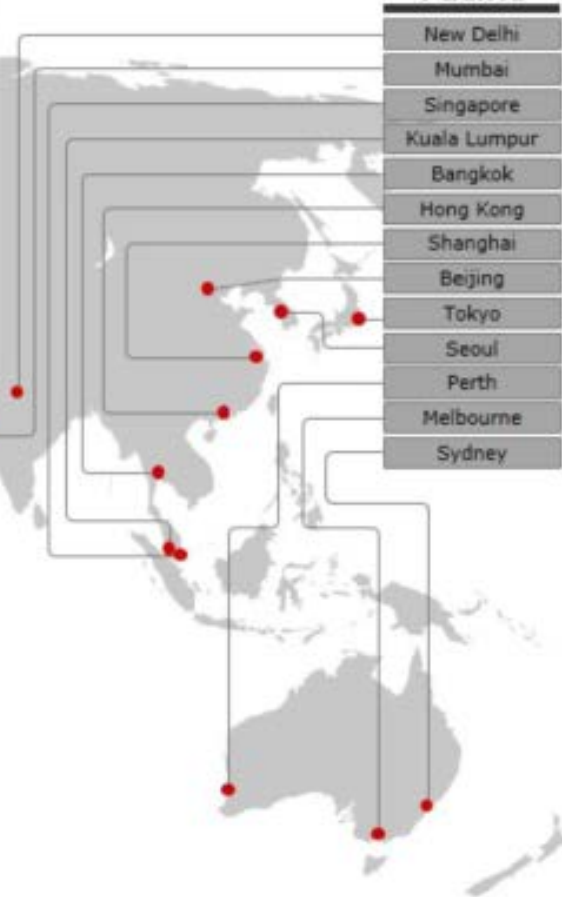 New Delhi
Mumbai
Singapore
Kuala Lumpur
Bangkok
Hong Kong
Shanghai
Beijing
Tokyo
Seoul
Perth
Melbourne
Sydney